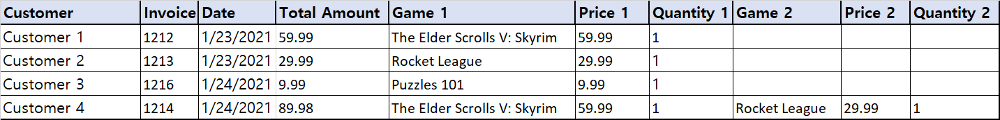 Customer Invoice Date Total Amount Game 1 Price 1 Quantity 1 Game 2 Price 2 Quantity 2
Customer 1 1212 1/23/2021 59.99 The Elder Scrolls V: Skyrim 59.99 1
Customer 2 1213 1/23/2021 29.99 Rocket League 29.99 1
Customer 3 1216 1/24/2021 9.99 Puzzles 101 9.99 1
Customer 4 1214 1/24/2021 89.98 The Elder Scrolls V: Skyrim 59.99 1 Rocket League 29.99 1